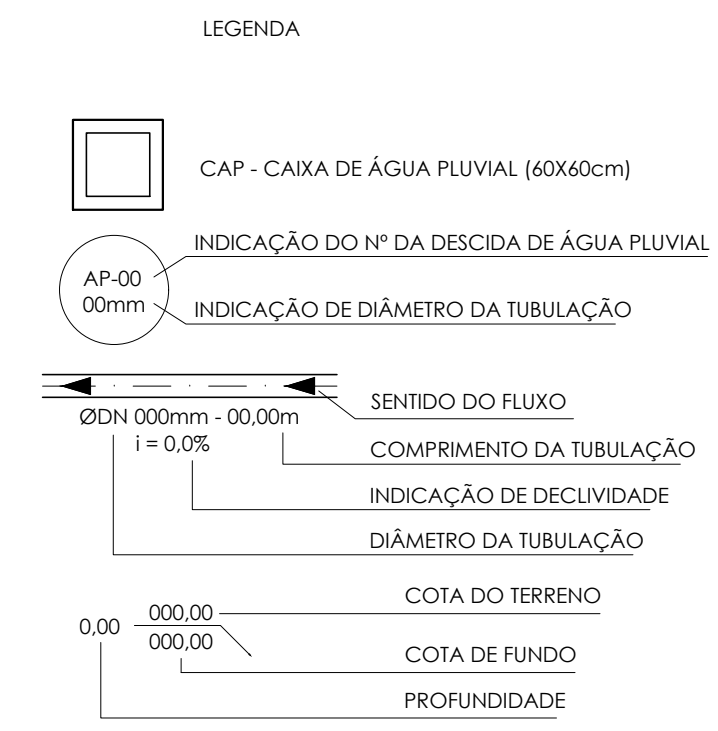 LEGENDA
CAP - CAIXA DE ÁGUA PLUVIAL (60X60cm)
INDICAÇÃO DO Nº DA DESCIDA DE ÁGUA PLUVIAL
AP-00
00mm
INDICAÇÃO DE DIÂMETRO DA TUBULAÇÃO
SENTIDO DO FLUXO
ØDN 000mm - 00,00m
i = 0,0%
COMPRIMENTO DA TUBULAÇÃO
INDICAÇÃO DE DECLIVIDADE
DIÂMETRO DA TUBULAÇÃO
COTA DO TERRENO
000,00
0,00
000,00
COTA DE FUNDO
PROFUNDIDADE